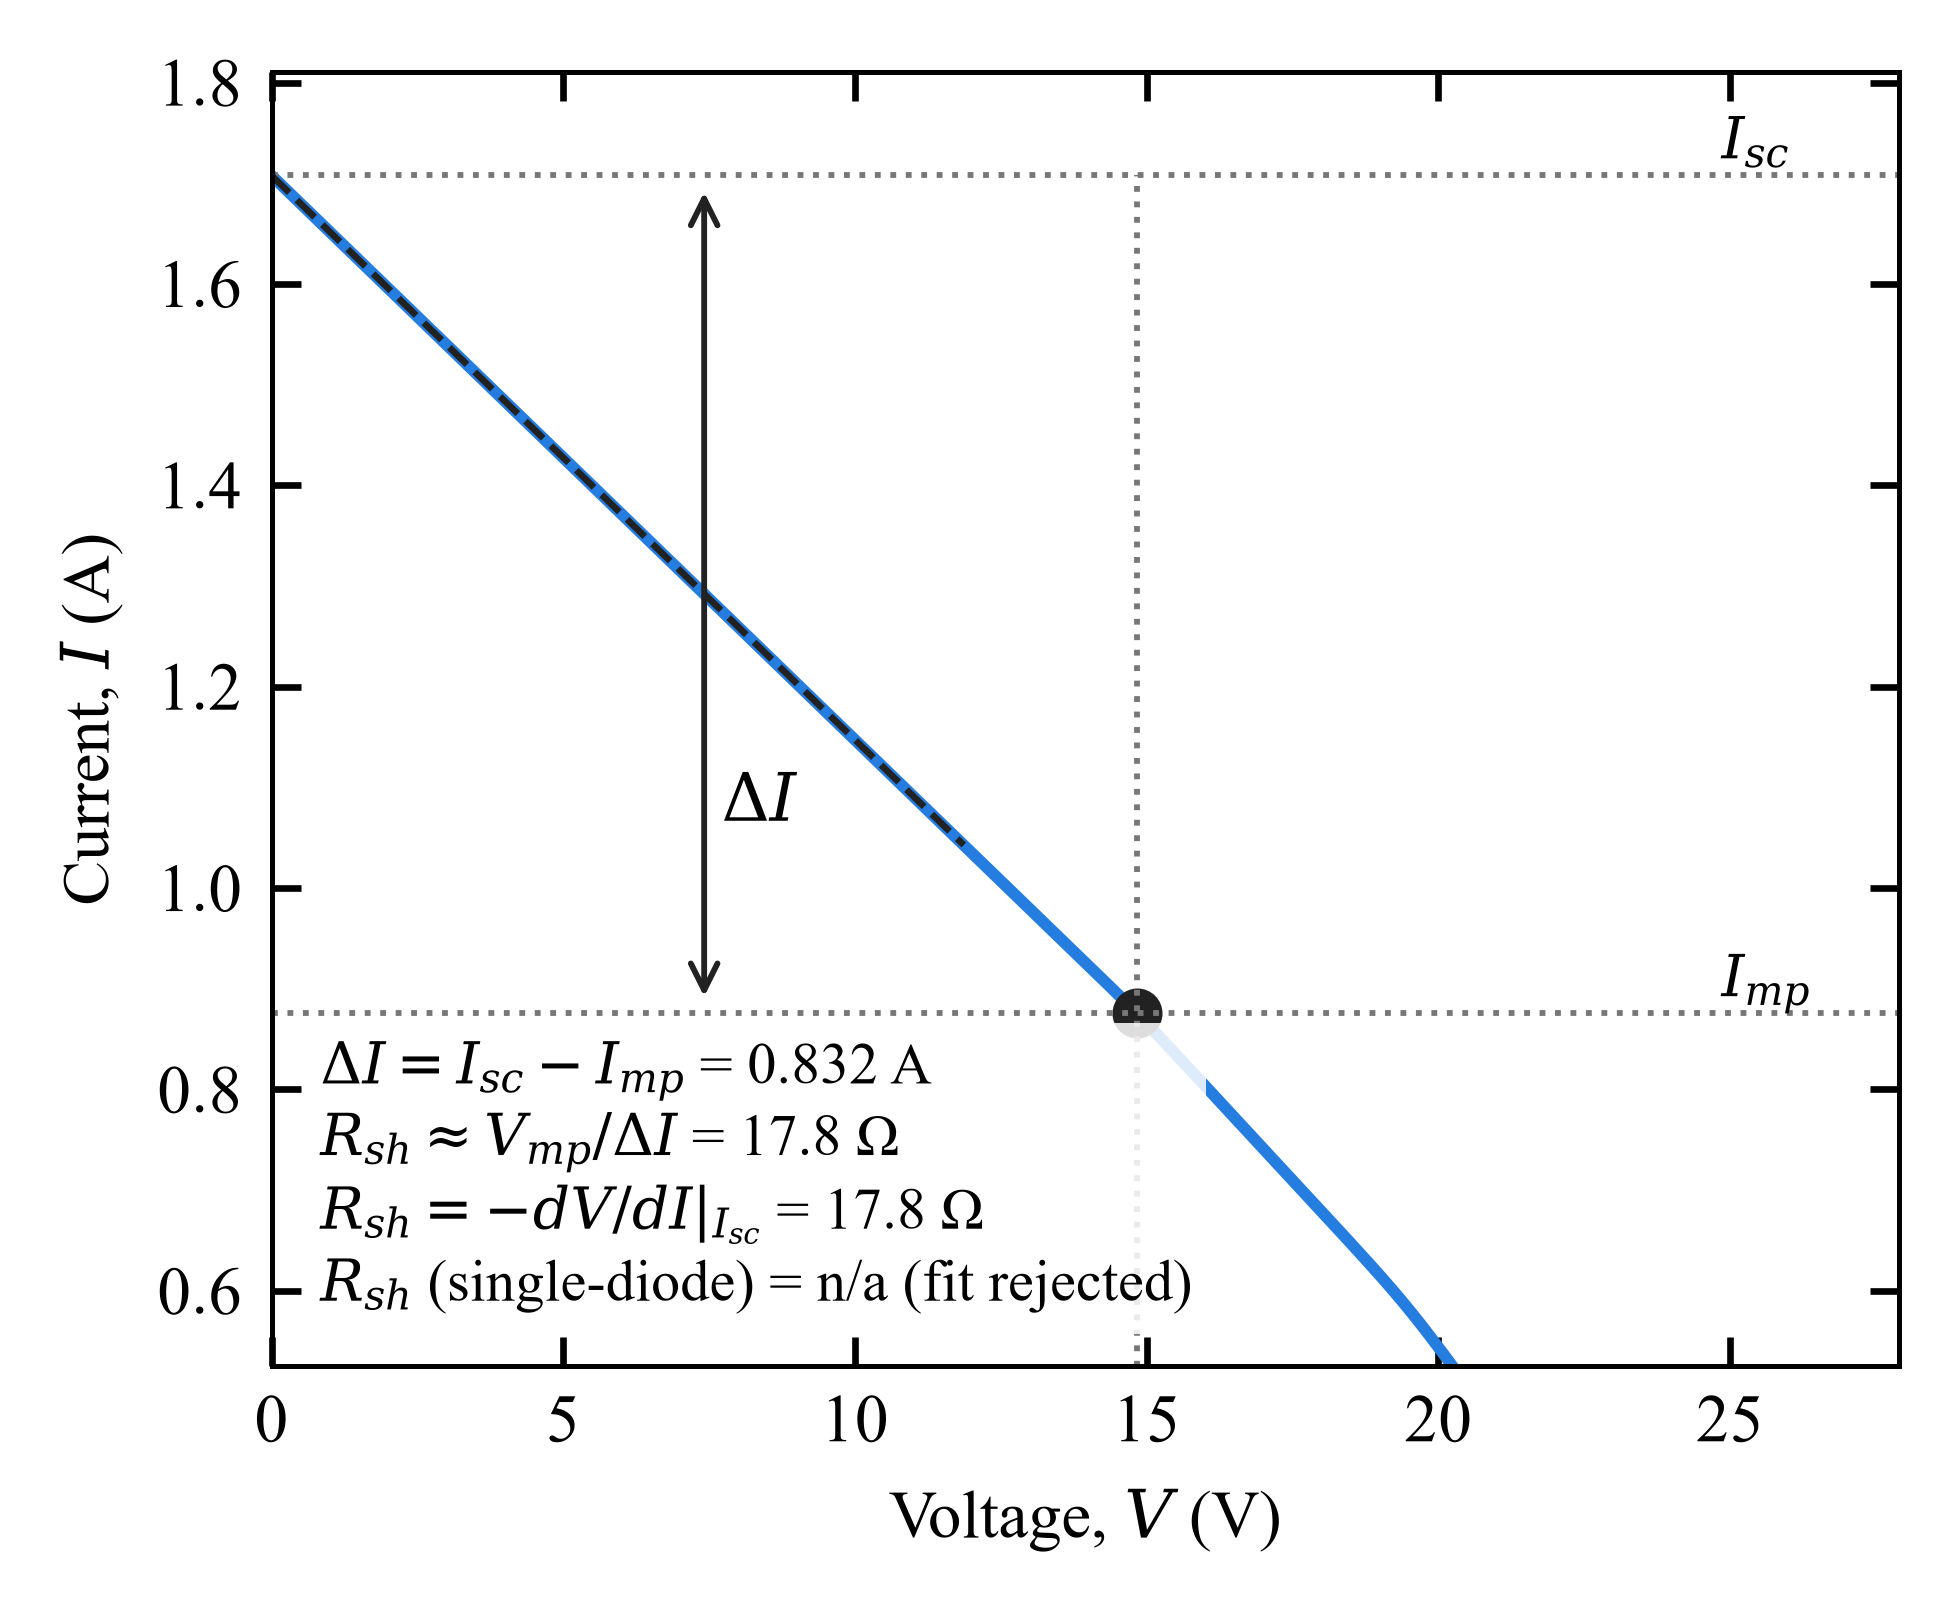 1.8
I_sc
1.6
1.4
1.2
ΔI
1.0
I_mp
0.8
0.6
Current, I (A)
ΔI = I_sc − I_mp = 0.832 A
R_sh ≈ V_mp/ΔI = 17.8 Ω
R_sh = −dV/dI|_I_sc = 17.8 Ω
R_sh (single-diode) = n/a (fit rejected)
0 5 10 15 20 25
Voltage, V (V)